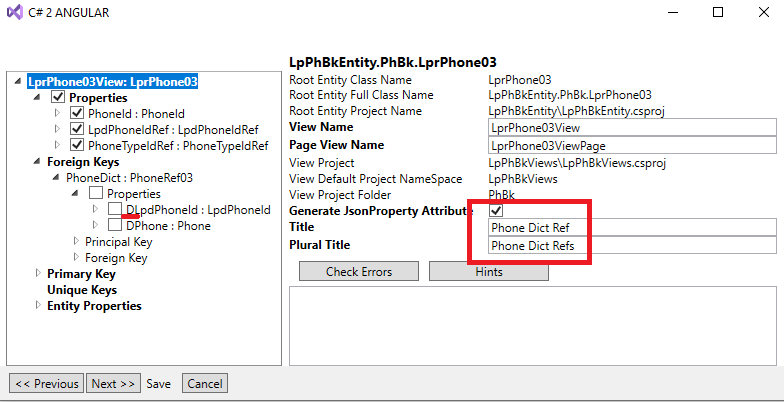 C# 2 ANGULAR
LpPhBkEntity.PhBk.LprPhone03
LprPhone03View: LprPhone03
Properties
PhoneId : PhoneId
LpdPhoneIdRef : LpdPhoneIdRef
PhoneTypeIdRef : PhoneTypeIdRef
Foreign Keys
PhoneDict : PhoneRef03
Properties
DLpdPhoneId : LpdPhoneId
DPhone : Phone
Principal Key
Foreign Key
Primary Key
Unique Keys
Entity Properties
Root Entity Class Name LprPhone03
Root Entity Full Class Name LpPhBkEntity.PhBk.LprPhone03
Root Entity Project Name LpPhBkEntity\LpPhBkEntity.csproj
View Name LprPhone03View
Page View Name LprPhone03ViewPage
View Project LpPhBkViews\LpPhBkViews.csproj
View Default Project NameSpace LpPhBkViews
View Project Folder PhBk
Generate JsonProperty Attribute
Title Phone Dict Ref
Plural Title Phone Dict Refs
Check Errors Hints
<< Previous Next >> Save Cancel